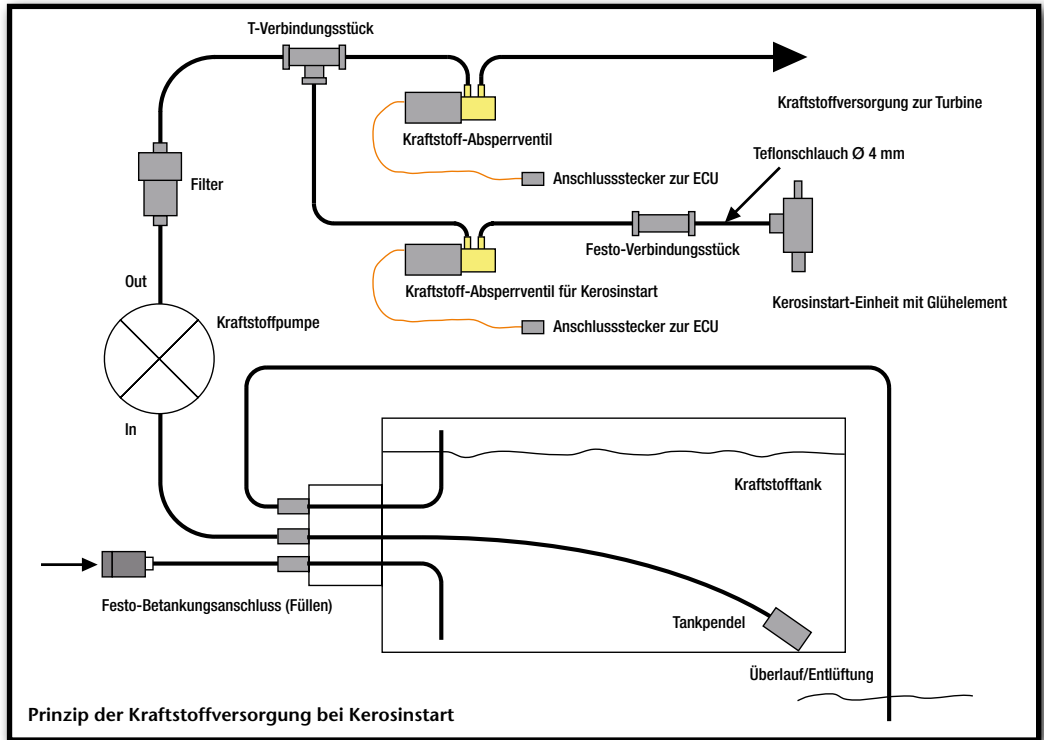 T-Verbindungsstück
Kraftstoffversorgung zur Turbine
Kraftstoff-Absperrventil
Teflonschlauch Ø 4 mm
Filter
Anschlussstecker zur ECU
Festo-Verbindungsstück
Out
Kraftstoff-Absperrventil für Kerosinstart
Kerosinstart-Einheit mit Glühelement
Kraftstoffpumpe
Anschlussstecker zur ECU
In
Kraftstofftank
Festo-Betankungsanschluss (Füllen)
Tankpendel
Überlauf/Entlüftung
Prinzip der Kraftstoffversorgung bei Kerosinstart